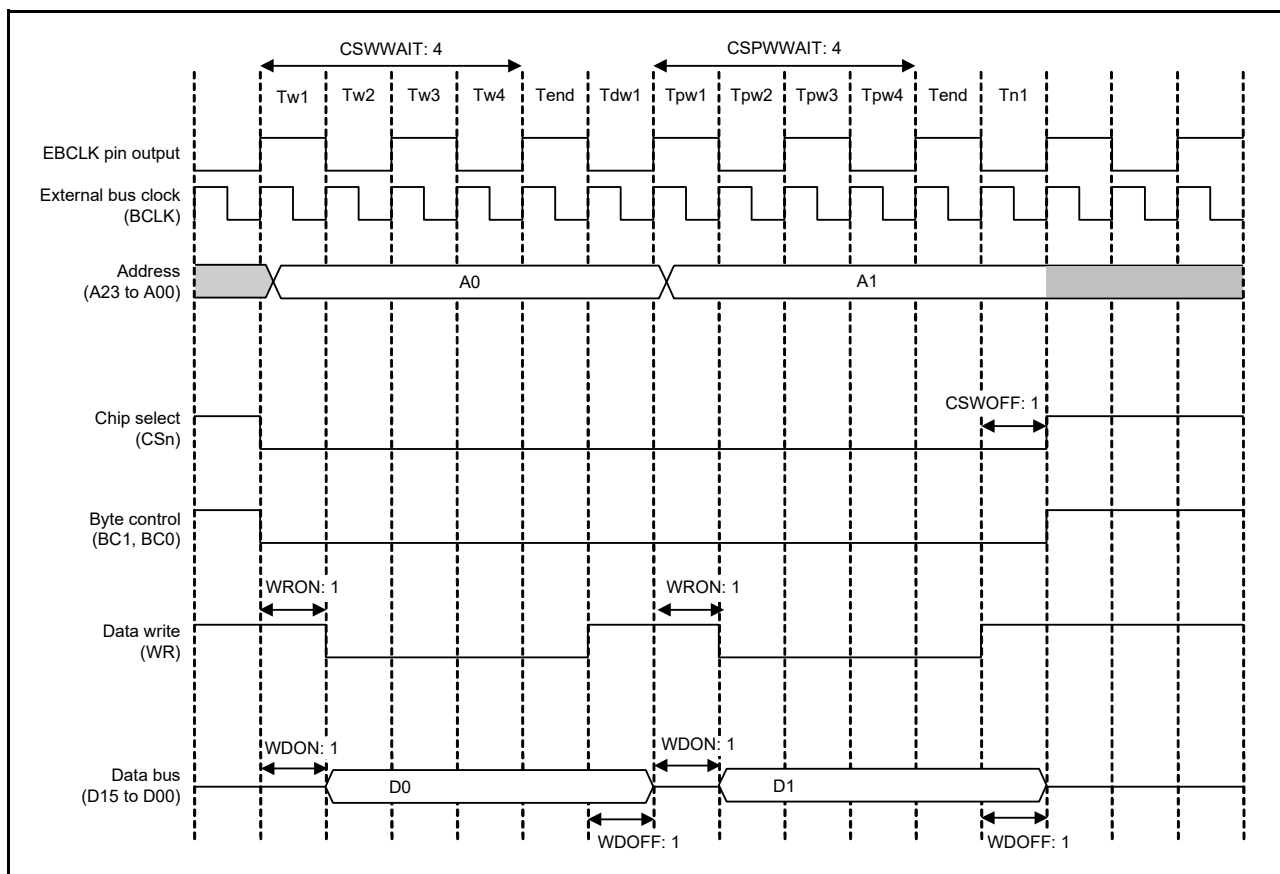 CSWWAIT: 4 CSPWWAIT: 4
Tw1 Tw2 Tw3 Tw4 Tend Tdw1 Tpw1 Tpw2 Tpw3 Tpw4 Tend Tn1
EBCLK pin output
External bus clock
(BCLK)
Address
(A23 to A00)
A0 A1
CSWOFF: 1
Chip select
(CSn)
Byte control
(BC1, BC0)
WRON: 1 WRON: 1
Data write
(WR)
WDON: 1 WDON: 1
Data bus
(D15 to D00)
D0 D1
WDOFF: 1 WDOFF: 1